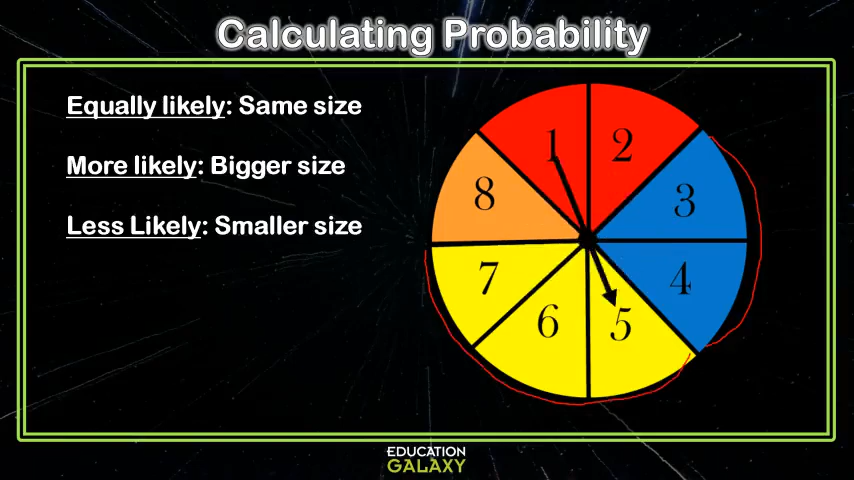 Calculating Probability
Equally likely: Same size
More likely: Bigger size
Less Likely: Smaller size
1 2
8 3
7 4
6 5
EDUCATION
GALAXY